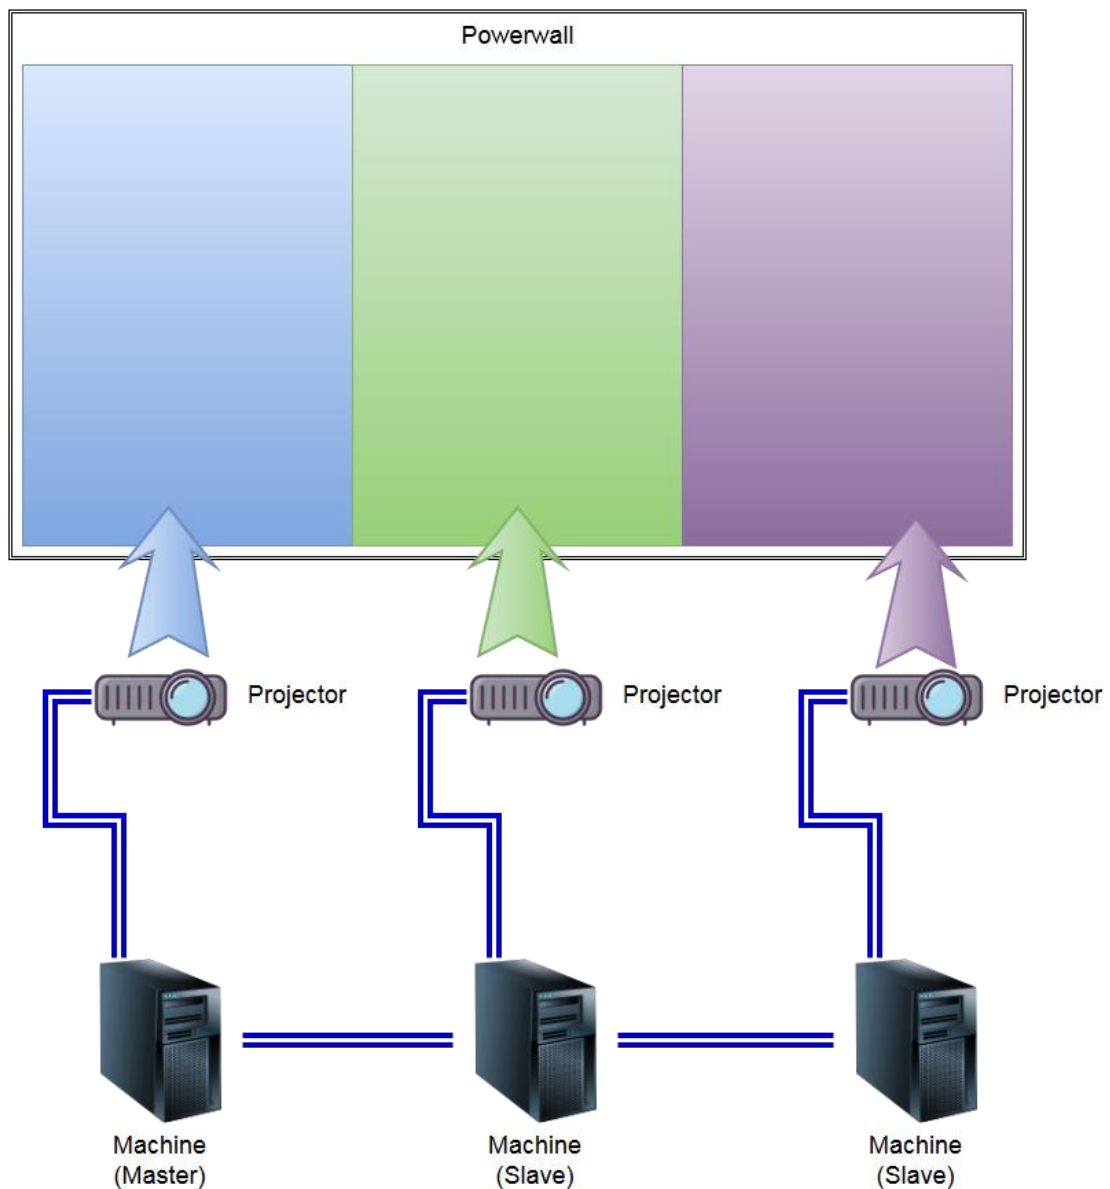 Powerwall
Projector
Projector
Projector
Machine
(Master)
Machine
(Slave)
Machine
(Slave)